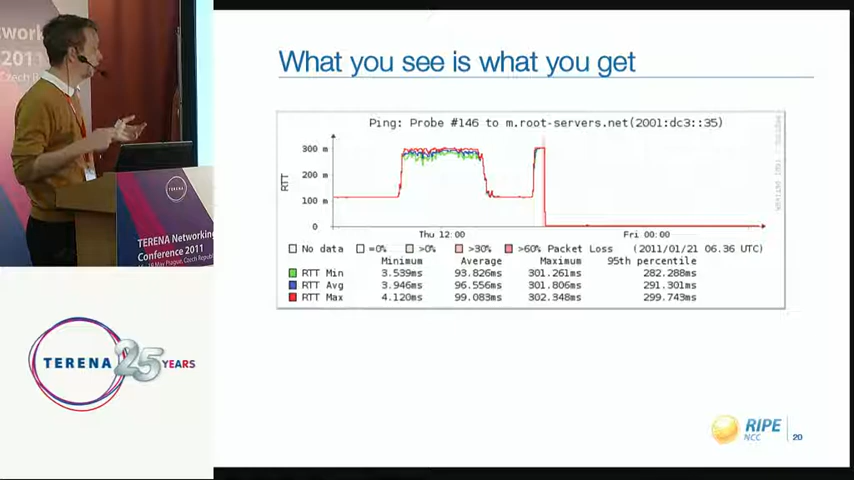 Networking
2011
TERENA
TERENA Networking
Conference 2011
TERENA 25 YEARS
What you see is what you get
Ping: Probe #146 to m.root-servers.net(2001:dc3::35)
300 m
200 m
100 m
0
RTT
Thu 12:00 Fri 00:00
No data =0% >0% >30% >60% Packet Loss (2011/01/21 06.36 UTC)
Minimum Average Maximum 95th percentile
RTT Min 3.539ms 93.826ms 301.261ms 282.288ms
RTT Avg 3.946ms 96.556ms 301.806ms 291.301ms
RTT Max 4.120ms 99.083ms 302.348ms 299.743ms
RIPE
NCC
20